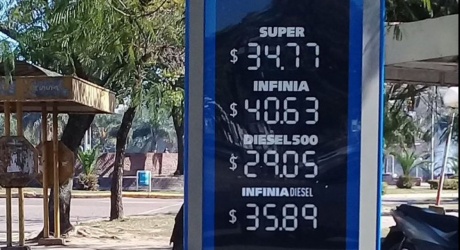 SUPER
$ 34.77
INFINIA
$ 40.63
DIESEL500
$ 29.05
INFINIA DIESEL
$ 35.89